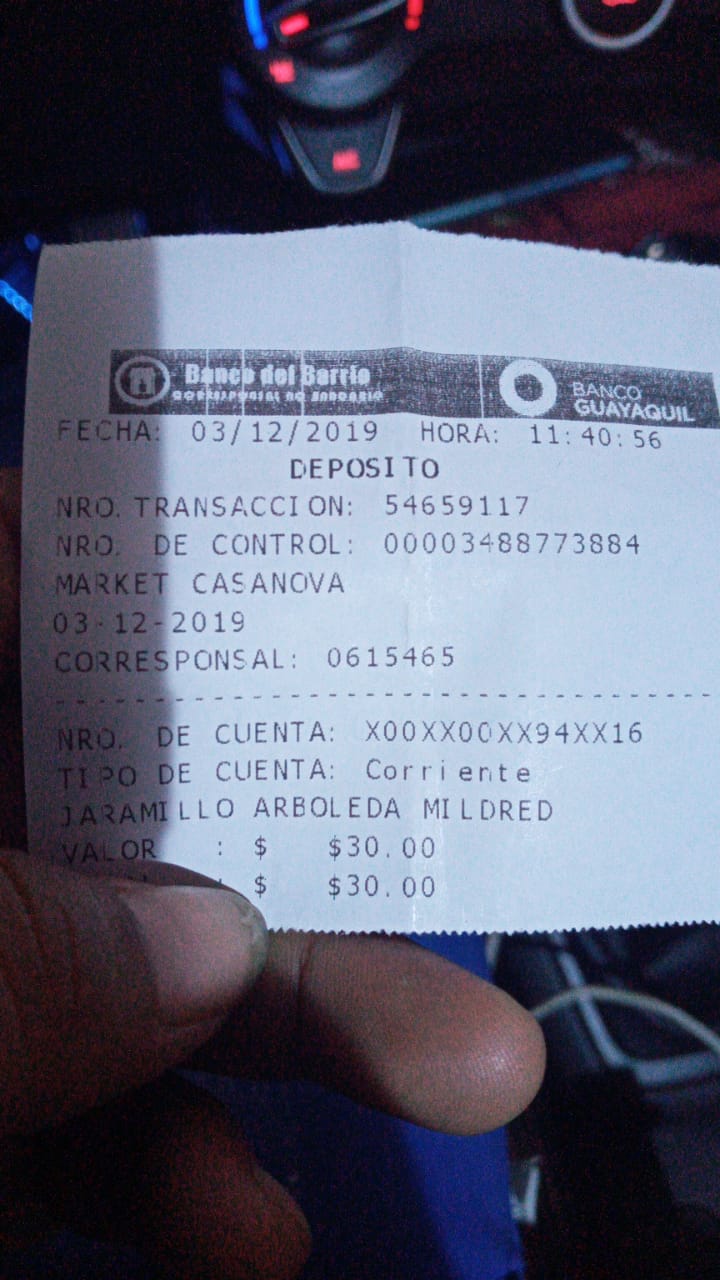 Banco del Barrio
CORRESPONSAL NO BANCARIO
BANCO
GUAYAQUIL
FECHA: 03/12/2019 HORA: 11:40:56
DEPOSITO
NRO. TRANSACCION: 54659117
NRO. DE CONTROL: 00003488773884
MARKET CASANOVA
03-12-2019
CORRESPONSAL: 0615465
NRO. DE CUENTA: X00XX00XX94XX16
TIPO DE CUENTA: Corriente
JARAMILLO ARBOLEDA MILDRED
VALOR : $ $30.00
: $ $30.00